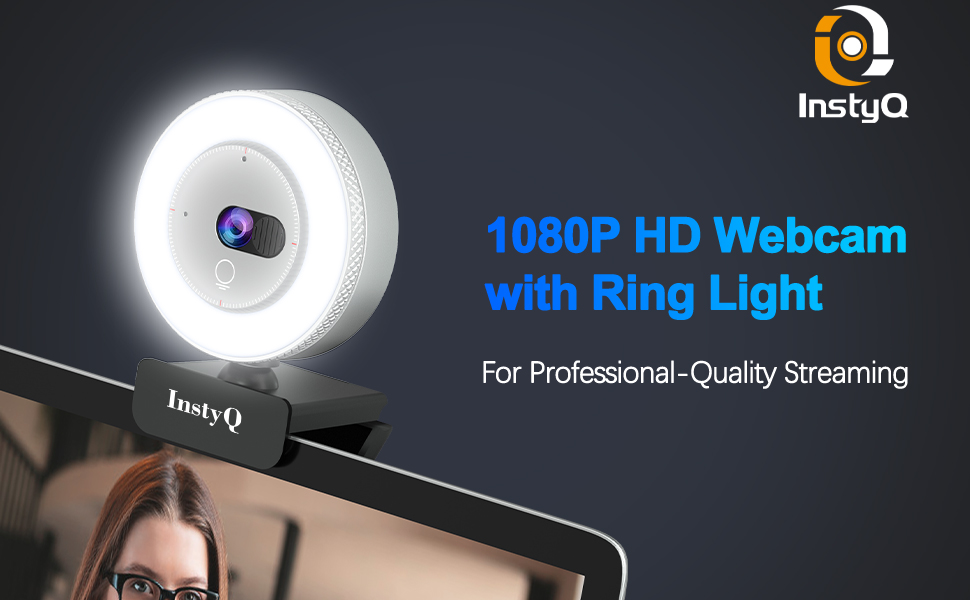 InstyQ
1080P HD Webcam
with Ring Light
For Professional-Quality Streaming
InstyQ